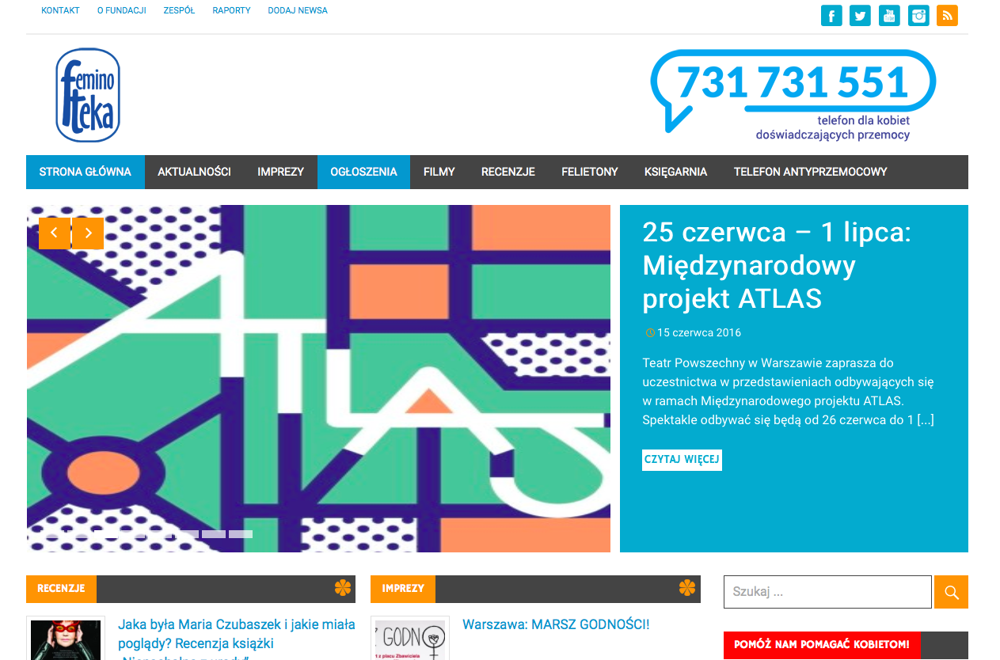 KONTAKT O FUNDACJI ZESPÓŁ RAPORTY DODAJ NEWSA
femino
teka
731 731 551
telefon dla kobiet
doświadczających przemocy
STRONA GŁÓWNA AKTUALNOŚCI IMPREZY OGŁOSZENIA FILMY RECENZJE FELIETONY KSIĘGARNIA TELEFON ANTYPRZEMOCOWY
ATLAS
25 czerwca – 1 lipca:
Międzynarodowy
projekt ATLAS
15 czerwca 2016
Teatr Powszechny w Warszawie zaprasza do
uczestnictwa w przedstawieniach odbywających się
w ramach Międzynarodowego projektu ATLAS.
Spektakle odbywać się będą od 26 czerwca do 1 [...]
CZYTAJ WIĘCEJ
RECENZJE
Jaka była Maria Czubaszek i jakie miała
poglądy? Recenzja książki
„Nieposkolna z urody”
IMPREZY
GODN
z placu Zbawiciela
Warszawa: MARSZ GODNOŚCI!
Szukaj ...
POMÓŻ NAM POMAGAĆ KOBIETOM!